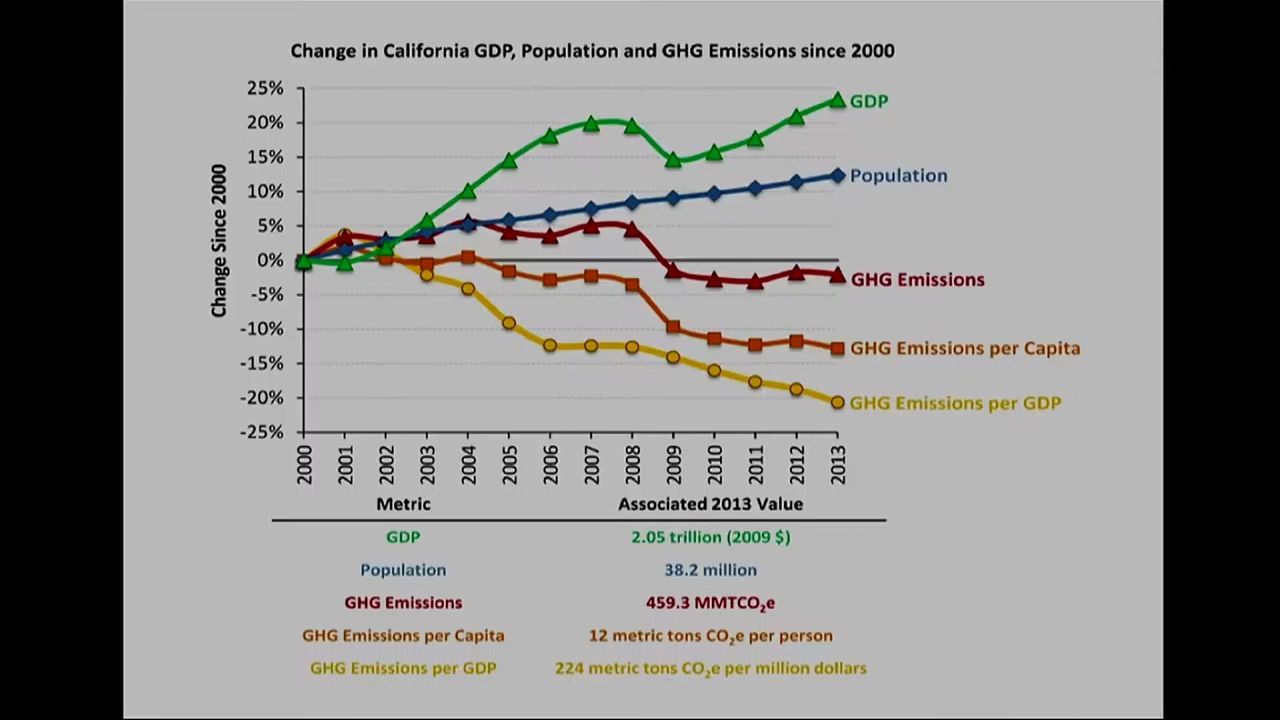 Change in California GDP, Population and GHG Emissions since 2000
25%
20%
15%
10%
5%
0%
-5%
-10%
-15%
-20%
-25%
Change Since 2000
GDP
Population
GHG Emissions
GHG Emissions per Capita
GHG Emissions per GDP
2000 2001 2002 2003 2004 2005 2006 2007 2008 2009 2010 2011 2012 2013
Metric Associated 2013 Value
GDP 2.05 trillion (2009 $)
Population 38.2 million
GHG Emissions 459.3 MMTCO₂e
GHG Emissions per Capita 12 metric tons CO₂e per person
GHG Emissions per GDP 224 metric tons CO₂e per million dollars